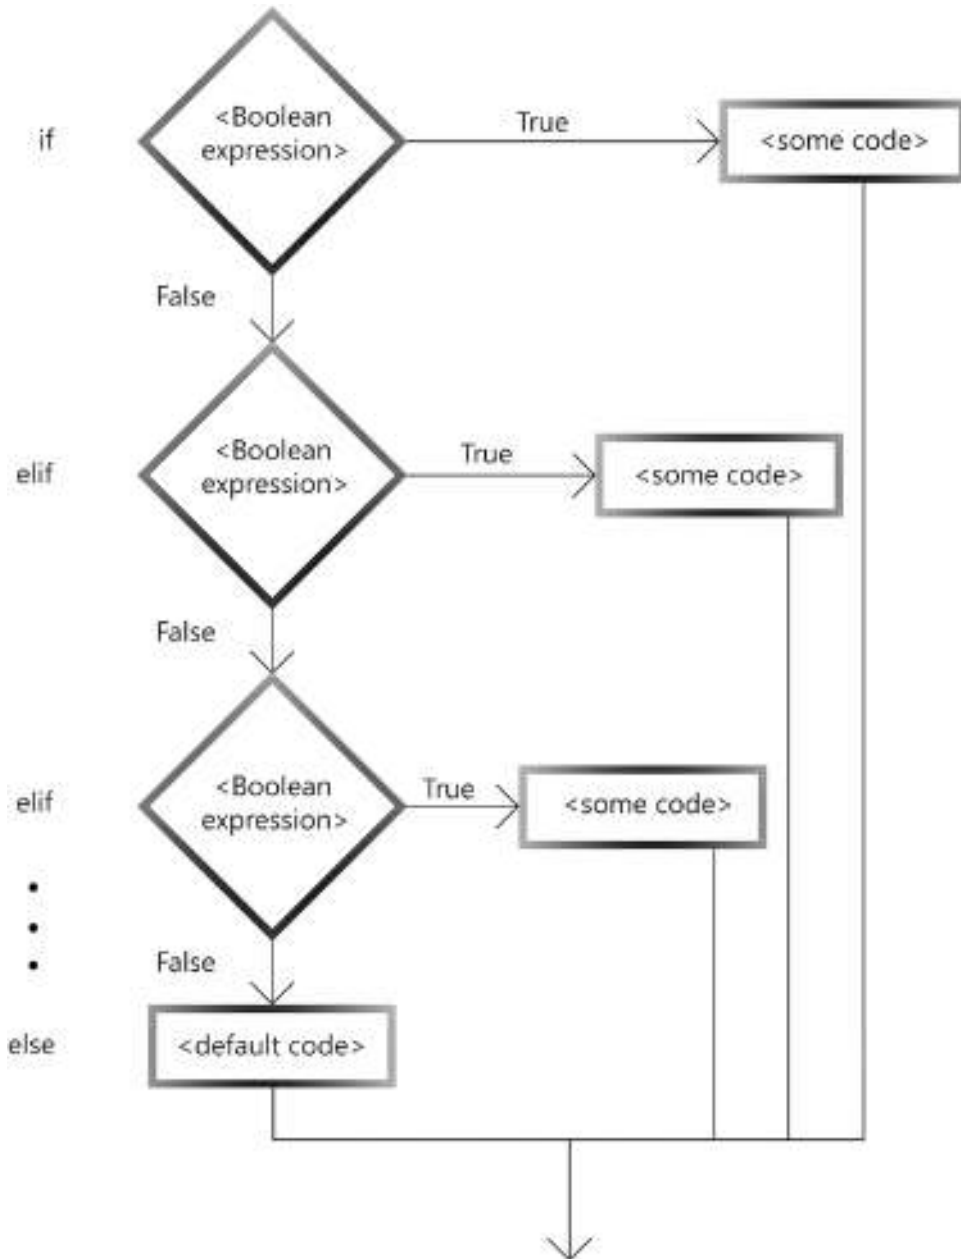 if
<Boolean
expression>
True
<some code>
False
elif
<Boolean
expression>
True
<some code>
False
elif
<Boolean
expression>
True
<some code>
False
else
<default code>